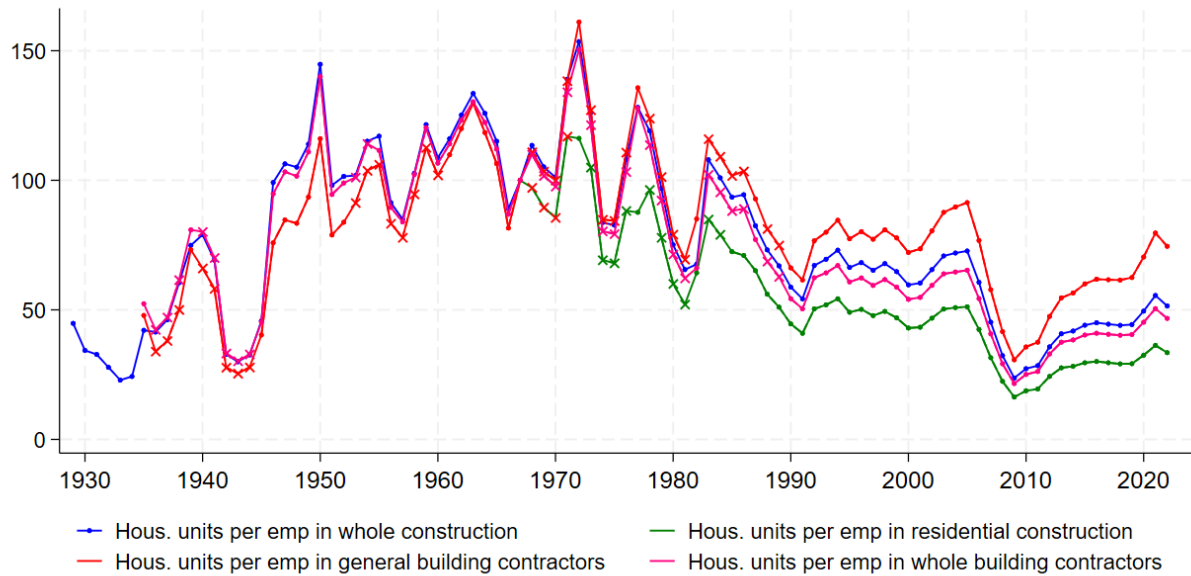 150
100
50
0
1930 1940 1950 1960 1970 1980 1990 2000 2010 2020
Hous. units per emp in whole construction Hous. units per emp in residential construction
Hous. units per emp in general building contractors Hous. units per emp in whole building contractors